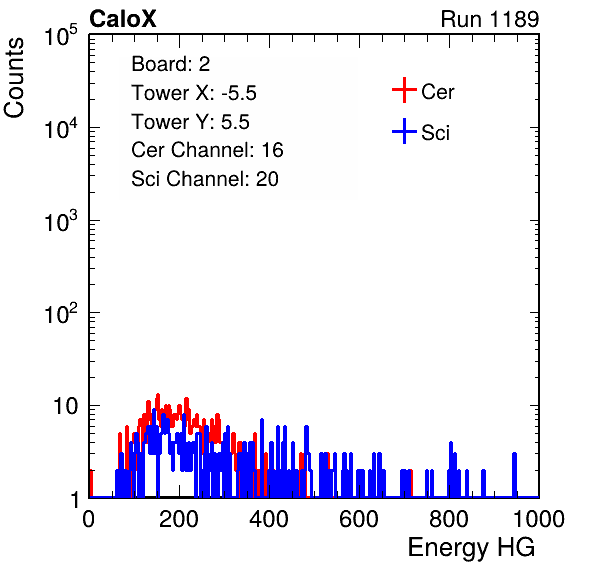 CaloX Run 1189
Counts
10^5
10^4
10^3
10^2
10
1
Board: 2
Tower X: -5.5
Tower Y: 5.5
Cer Channel: 16
Sci Channel: 20
Cer
Sci
0 200 400 600 800 1000
Energy HG